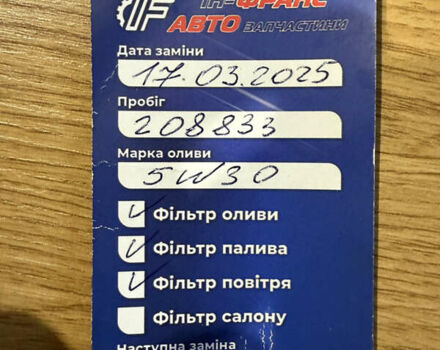 ІН-ФРАНС
АВТО ЗАПЧАСТИНИ
Дата заміни
17.03.2025
Пробіг
208833
Марка оливи
5W30
Фільтр оливи
Фільтр палива
Фільтр повітря
Фільтр салону
Наступна заміна